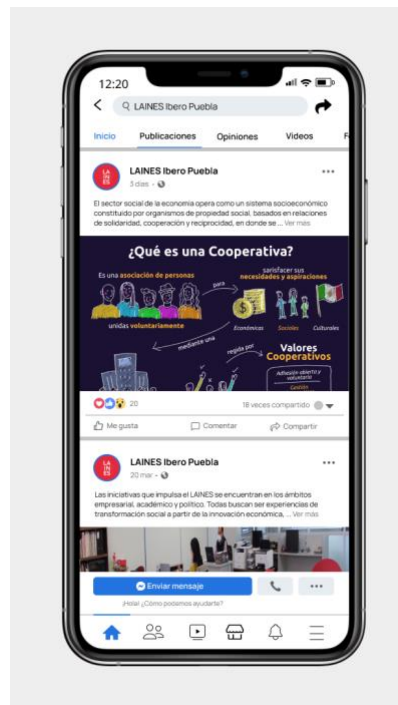 12:20
LAINES Ibero Puebla
Inicio Publicaciones Opiniones Videos
LAINES Ibero Puebla
3 días
El sector social de la economía opera como un sistema socioeconómico
constituido por organismos de propiedad social, basados en relaciones
de solidaridad, cooperación y reciprocidad, en donde se ... Ver más
¿Qué es una Cooperativa?
Es una asociación de personas
para
sarisfacer sus
necesidades y aspiraciones
unidas voluntariamente
Económicas Sociales Culturales
mediante una
regida por
Valores
Cooperativos
Adhesión abierta y
voluntaria
Gestión
20
18 veces compartido
Me gusta Comentar Compartir
LAINES Ibero Puebla
20 mar
Las iniciativas que impulsa el LAINES se encuentran en los ámbitos
empresarial, académico y político. Todas buscan ser experiencias de
transformación social a partir de la innovación económica, ... Ver más
Enviar mensaje
¡Hola! ¿Cómo podemos ayudarte?